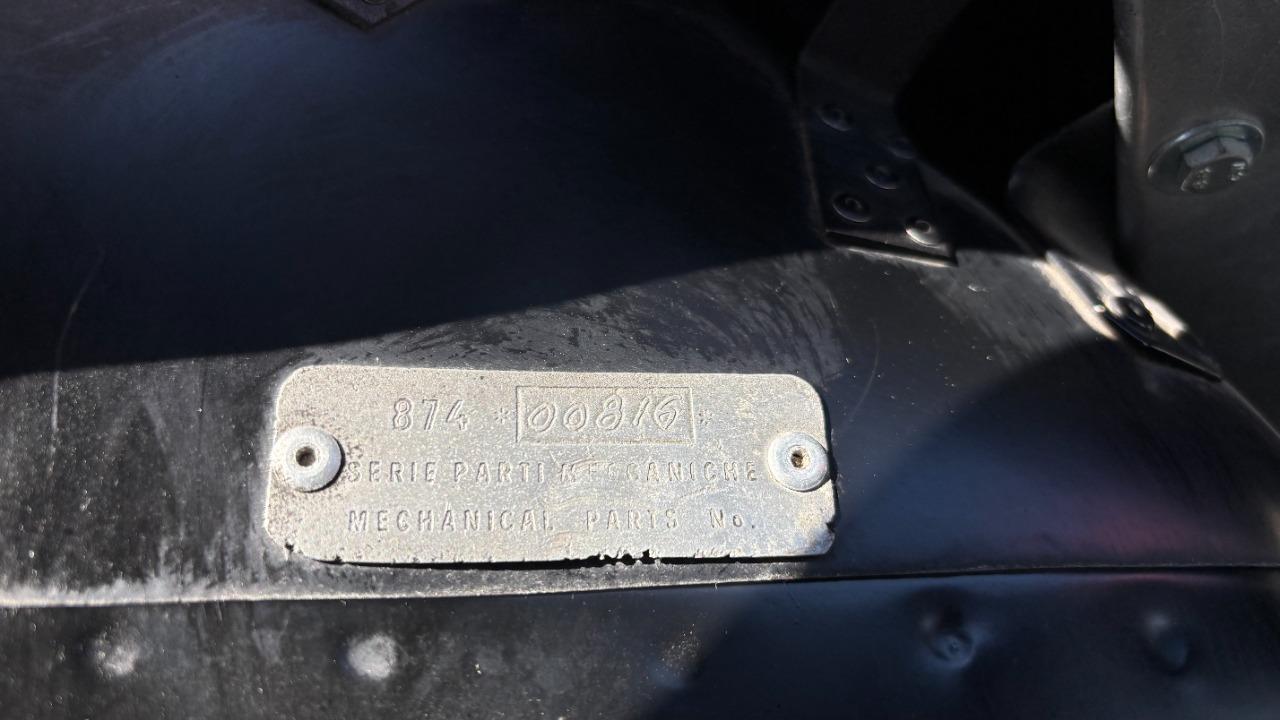 874 *00816*
SERIE PARTI MECCANICHE
MECHANICAL PARTS No.